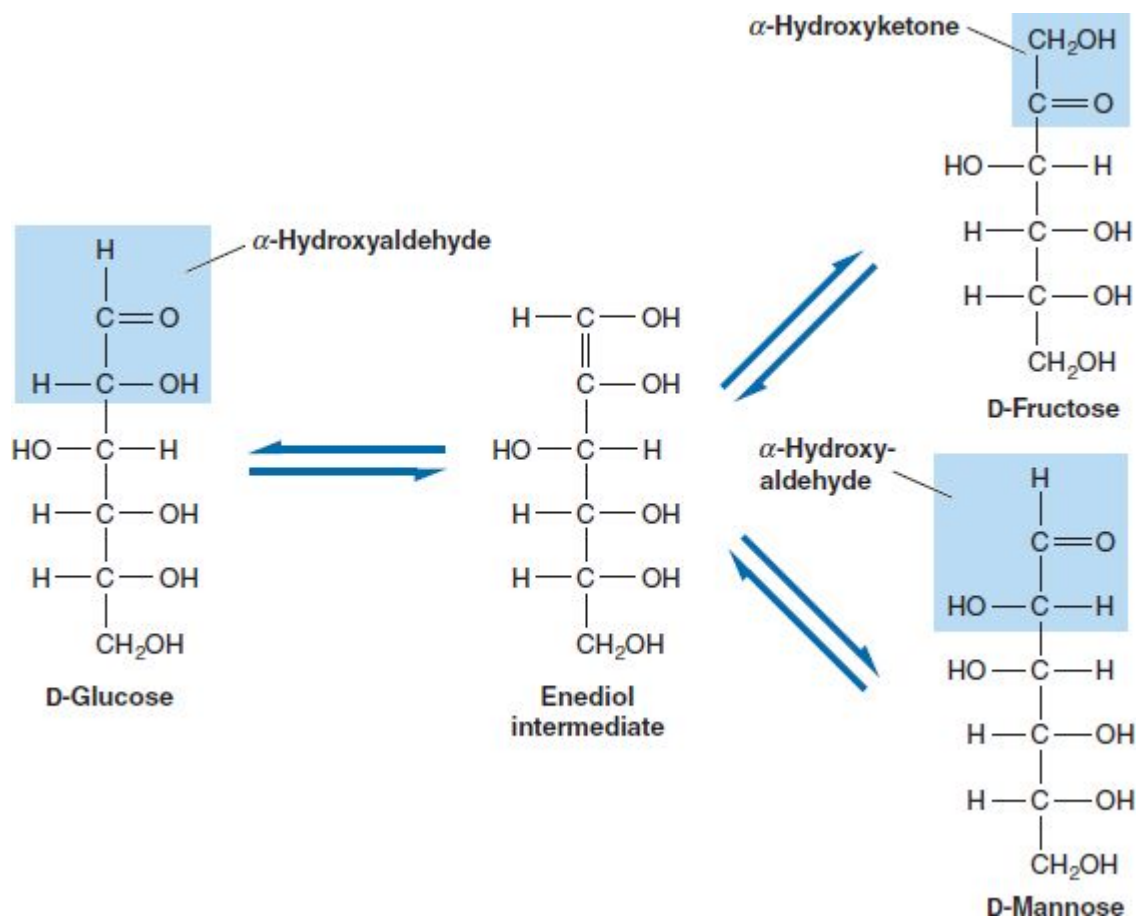 α-Hydroxyketone
CH₂OH
C=O
HO—C—H
H—C—OH
H—C—OH
CH₂OH
D-Fructose
α-Hydroxyaldehyde
H
C=O
H—C—OH
HO—C—H
H—C—OH
H—C—OH
CH₂OH
D-Glucose
H—C—OH
C—OH
HO—C—H
H—C—OH
H—C—OH
CH₂OH
Enediol
intermediate
α-Hydroxy-
aldehyde
H
C=O
HO—C—H
HO—C—H
H—C—OH
H—C—OH
CH₂OH
D-Mannose